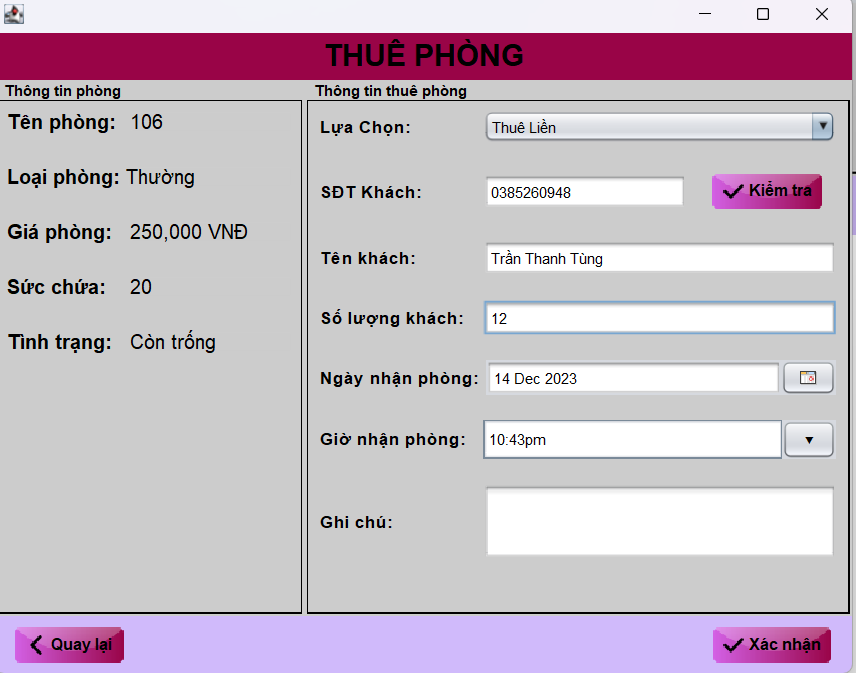 THUÊ PHÒNG
Thông tin phòng
Tên phòng: 106
Loại phòng: Thường
Giá phòng: 250,000 VNĐ
Sức chứa: 20
Tình trạng: Còn trống
Thông tin thuê phòng
Lựa Chọn: Thuê Liền
SĐT Khách: 0385260948 Kiểm tra
Tên khách: Trần Thanh Tùng
Số lượng khách: 12
Ngày nhận phòng: 14 Dec 2023
Giờ nhận phòng: 10:43pm
Ghi chú:
Quay lại
Xác nhận